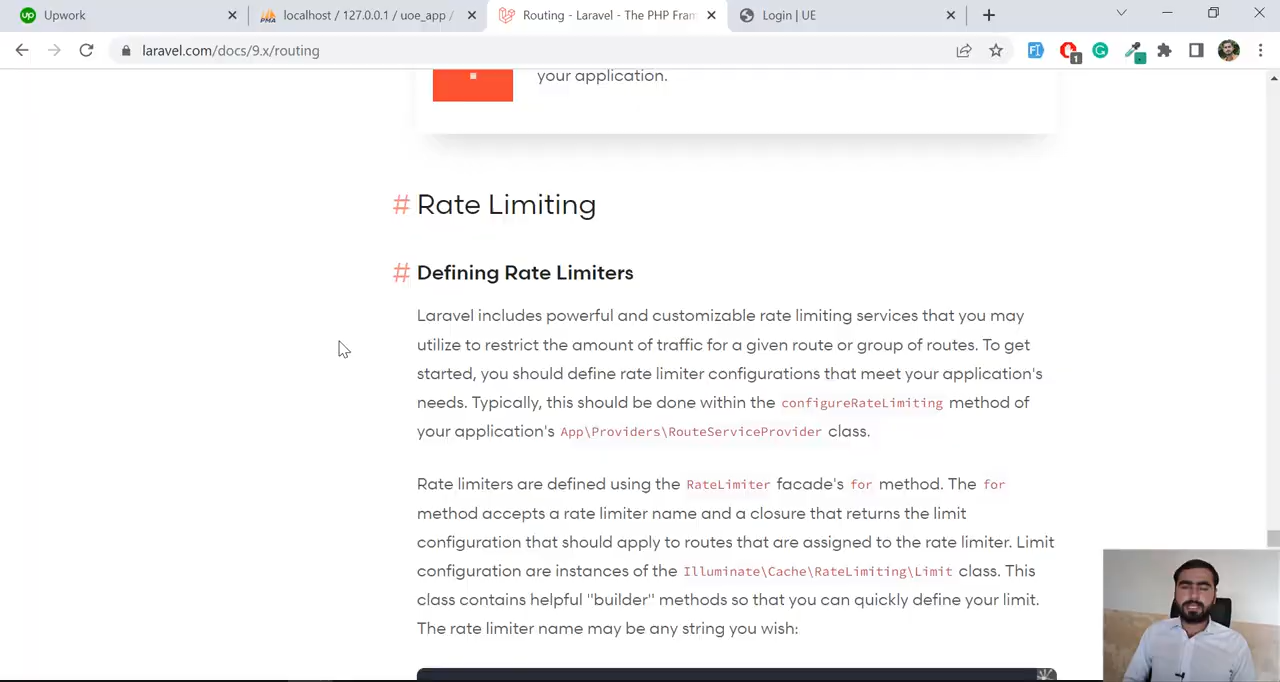 up Upwork
PMA localhost / 127.0.0.1 / uoe_app /
Routing - Laravel - The PHP Fram
Login | UE
laravel.com/docs/9.x/routing
1
your application.
# Rate Limiting
# Defining Rate Limiters
Laravel includes powerful and customizable rate limiting services that you may
utilize to restrict the amount of traffic for a given route or group of routes. To get
started, you should define rate limiter configurations that meet your application's
needs. Typically, this should be done within the configureRateLimiting method of
your application's App\Providers\RouteServiceProvider class.
Rate limiters are defined using the RateLimiter facade's for method. The for
method accepts a rate limiter name and a closure that returns the limit
configuration that should apply to routes that are assigned to the rate limiter. Limit
configuration are instances of the Illuminate\Cache\RateLimiting\Limit class. This
class contains helpful "builder" methods so that you can quickly define your limit.
The rate limiter name may be any string you wish: